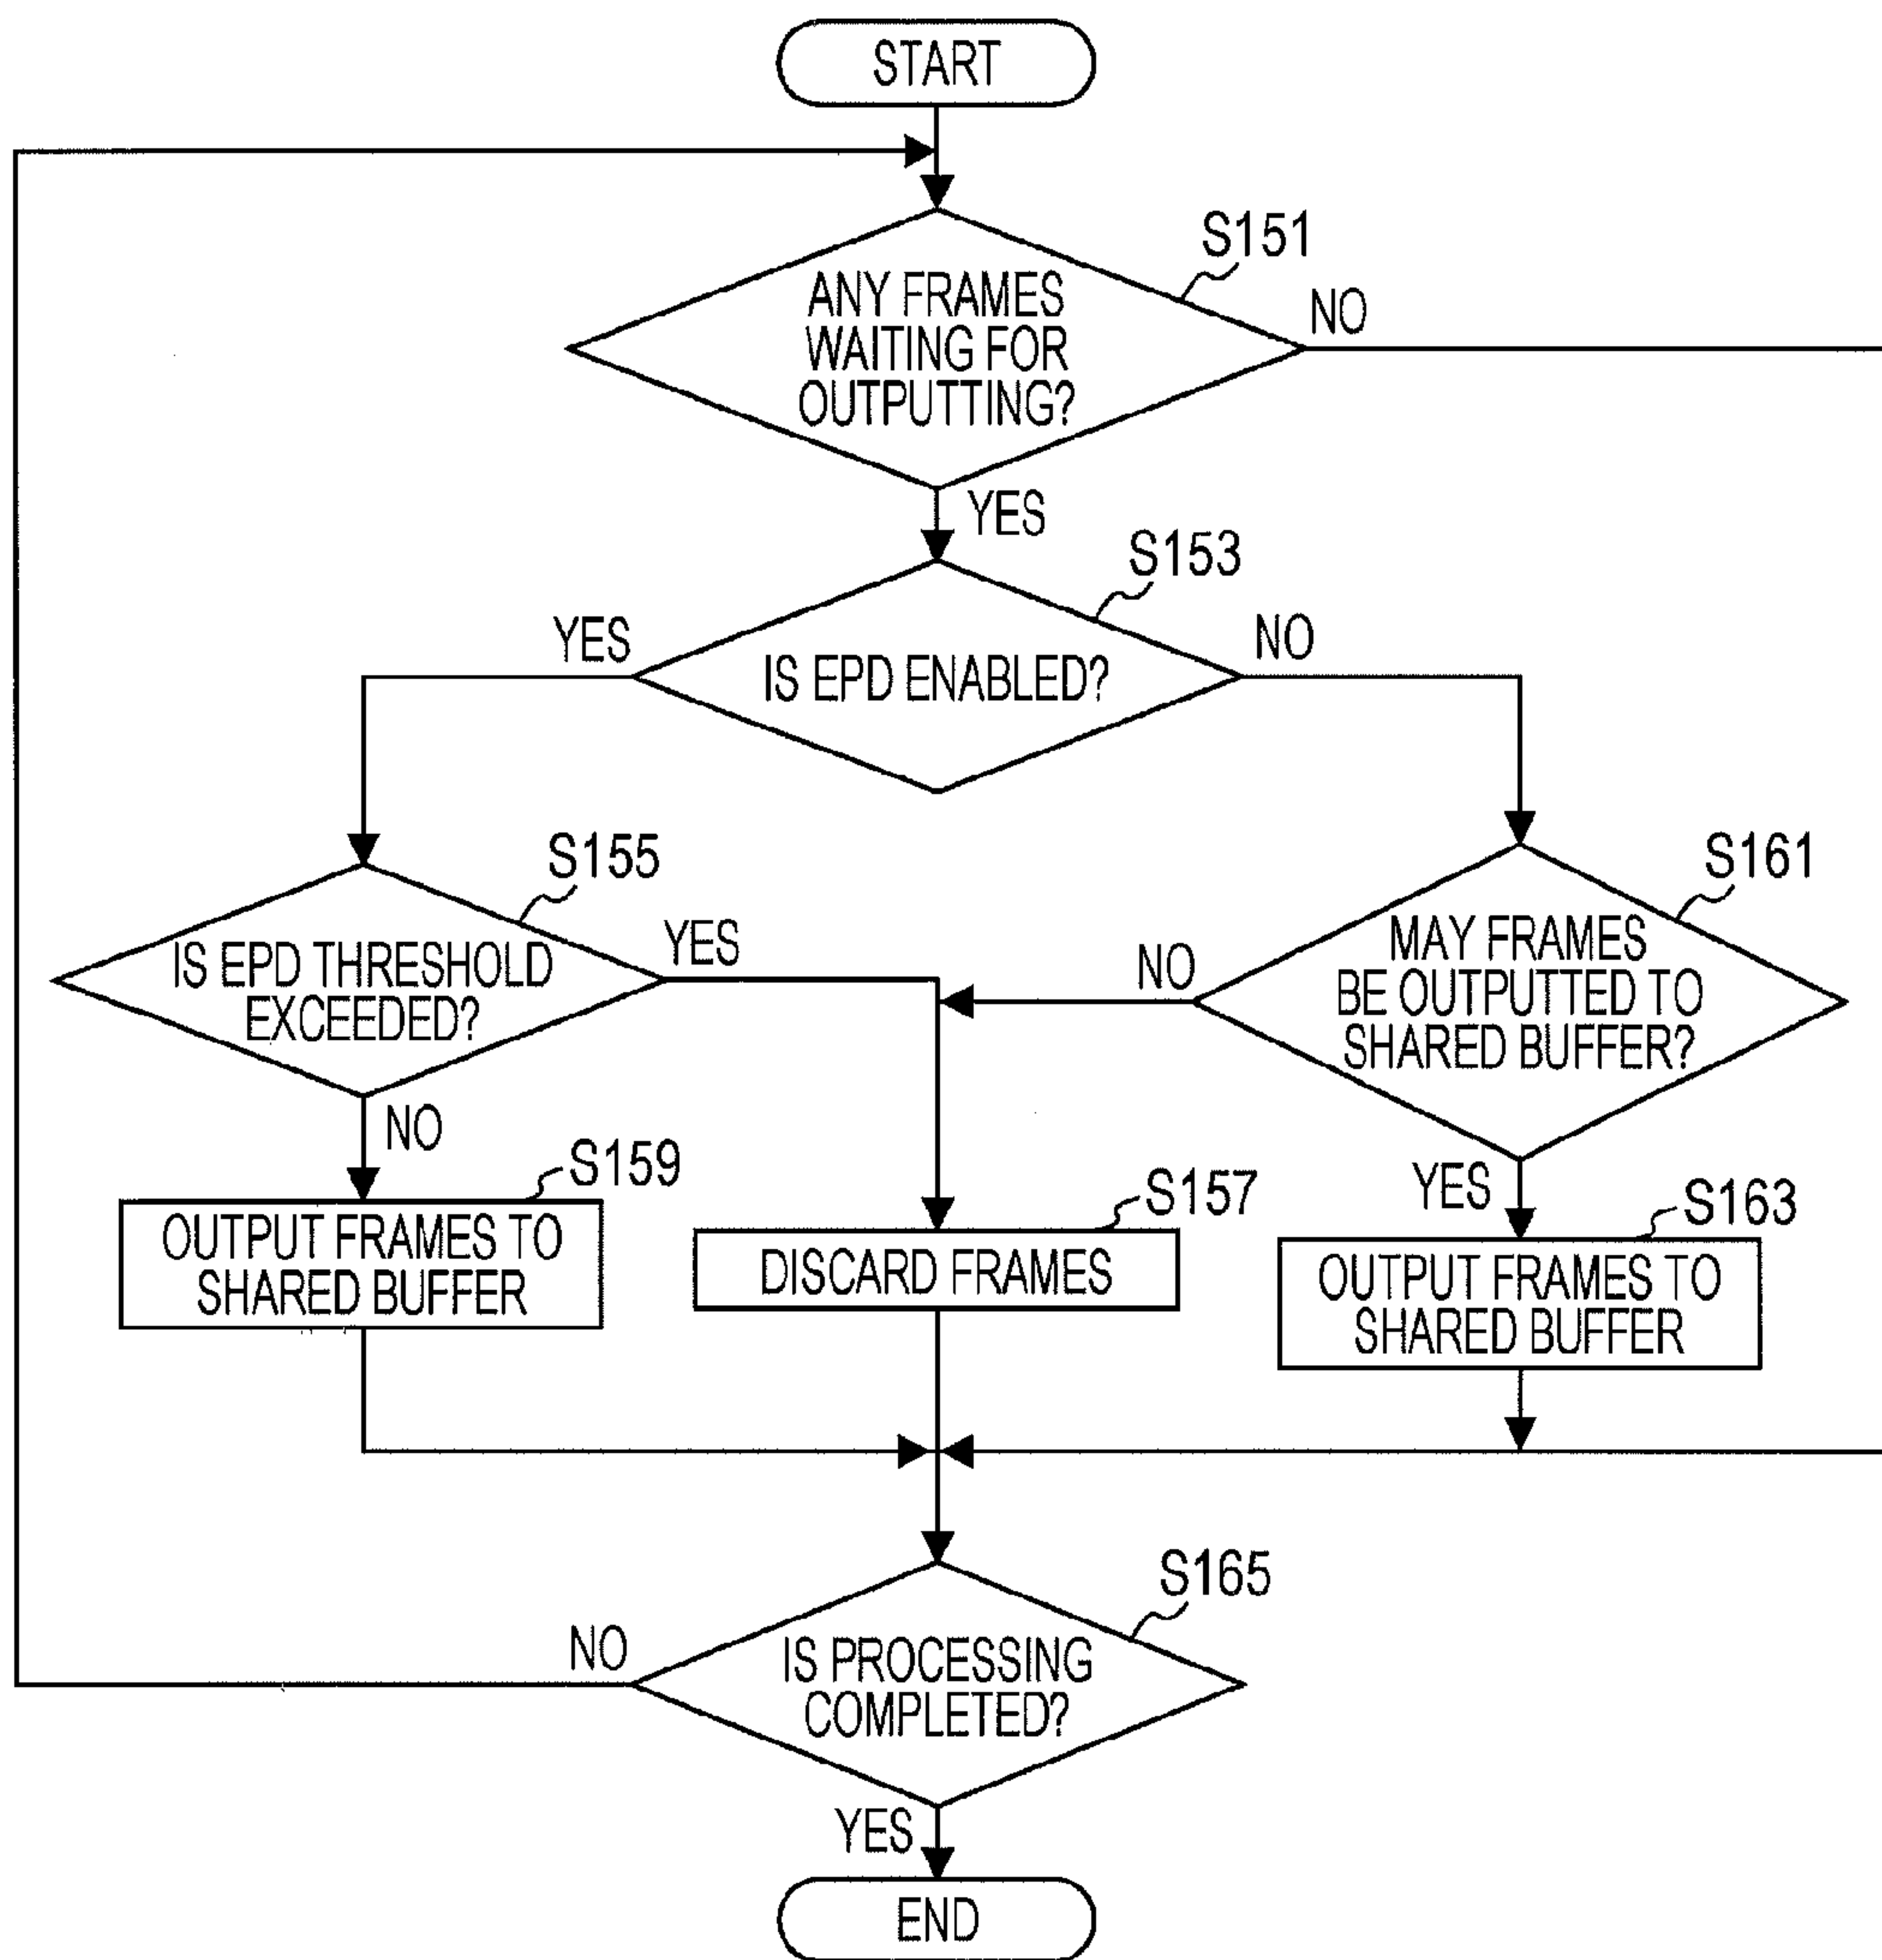 START
S151
ANY FRAMES
WAITING FOR
OUTPUTTING?
NO
YES
S153
YES
IS EPD ENABLED?
NO
S155
IS EPD THRESHOLD
EXCEEDED?
YES
NO
S161
MAY FRAMES
BE OUTPUTTED TO
SHARED BUFFER?
NO
YES
S159
OUTPUT FRAMES TO
SHARED BUFFER
S157
DISCARD FRAMES
S163
OUTPUT FRAMES TO
SHARED BUFFER
S165
NO
IS PROCESSING
COMPLETED?
YES
END